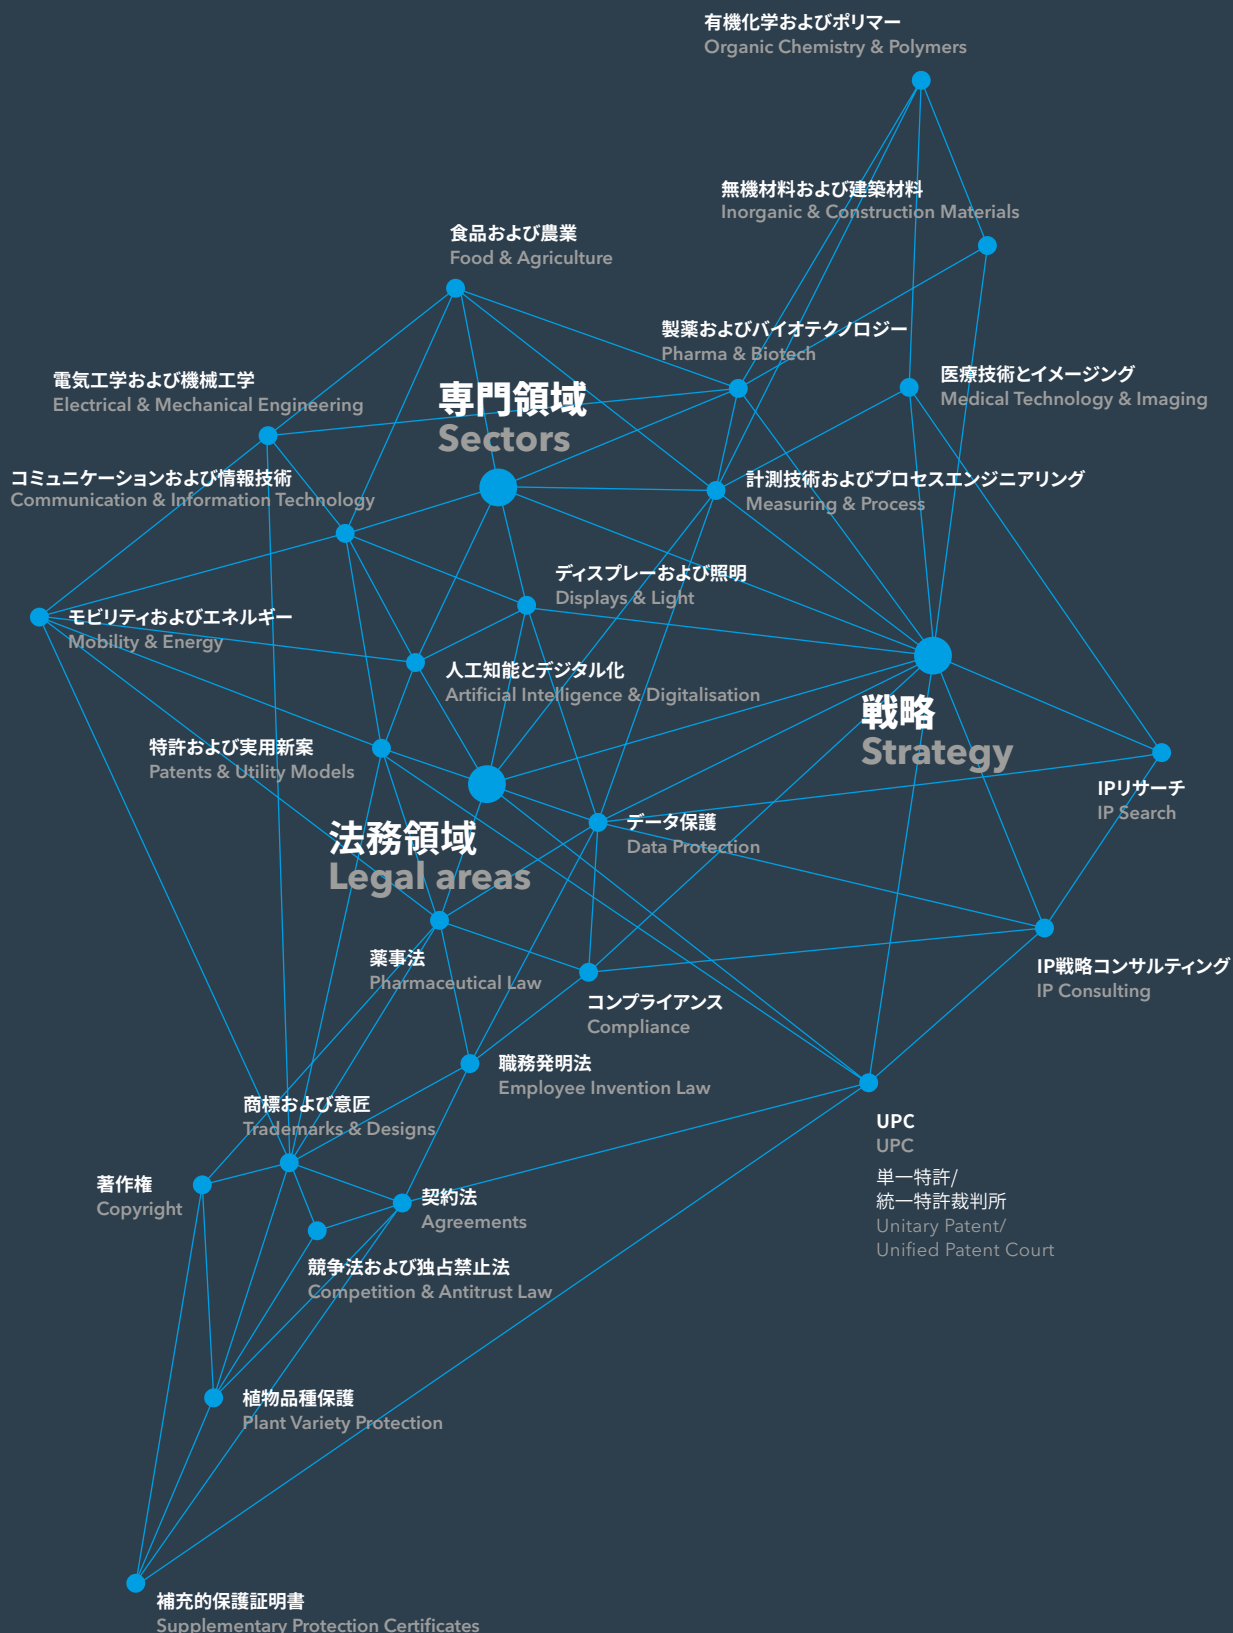 有機化学およびポリマー
Organic Chemistry & Polymers
無機材料および建築材料
Inorganic & Construction Materials
食品および農業
Food & Agriculture
製薬およびバイオテクノロジー
Pharma & Biotech
電気工学および機械工学
Electrical & Mechanical Engineering
専門領域
Sectors
医療技術とイメージング
Medical Technology & Imaging
コミュニケーションおよび情報技術
Communication & Information Technology
計測技術およびプロセスエンジニアリング
Measuring & Process
ディスプレーおよび照明
Displays & Light
モビリティおよびエネルギー
Mobility & Energy
人工知能とデジタル化
Artificial Intelligence & Digitalisation
戦略
Strategy
特許および実用新案
Patents & Utility Models
IPリサーチ
IP Search
法務領域
Legal areas
データ保護
Data Protection
薬事法
Pharmaceutical Law
IP戦略コンサルティング
IP Consulting
コンプライアンス
Compliance
職務発明法
Employee Invention Law
商標および意匠
Trademarks & Designs
UPC
UPC
単一特許/
統一特許裁判所
Unitary Patent/
Unified Patent Court
著作権
Copyright
契約法
Agreements
競争法および独占禁止法
Competition & Antitrust Law
植物品種保護
Plant Variety Protection
補充的保護証明書
Supplementary Protection Certificates